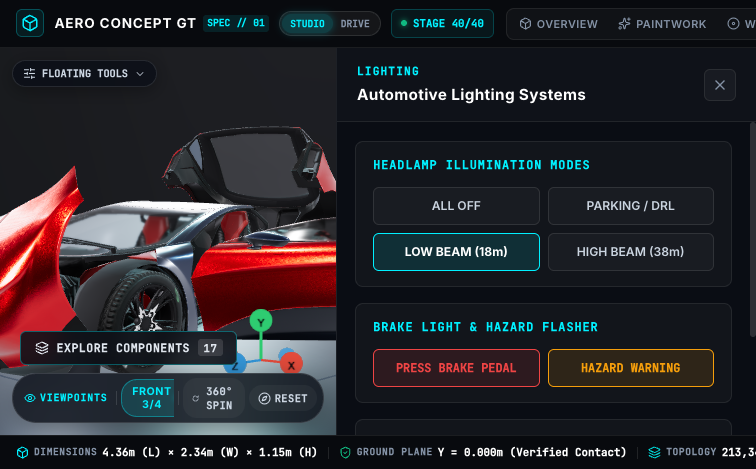 AERO CONCEPT GT SPEC // 01 STUDIO DRIVE STAGE 40/40 OVERVIEW PAINTWORK
FLOATING TOOLS
LIGHTING
Automotive Lighting Systems
HEADLAMP ILLUMINATION MODES
ALL OFF PARKING / DRL
LOW BEAM (18m) HIGH BEAM (38m)
BRAKE LIGHT & HAZARD FLASHER
PRESS BRAKE PEDAL HAZARD WARNING
Y
Z X
EXPLORE COMPONENTS 17
VIEWPOINTS
FRONT
3/4
360°
SPIN
RESET
DIMENSIONS 4.36m (L) × 2.34m (W) × 1.15m (H) GROUND PLANE Y = 0.000m (Verified Contact) TOPOLOGY